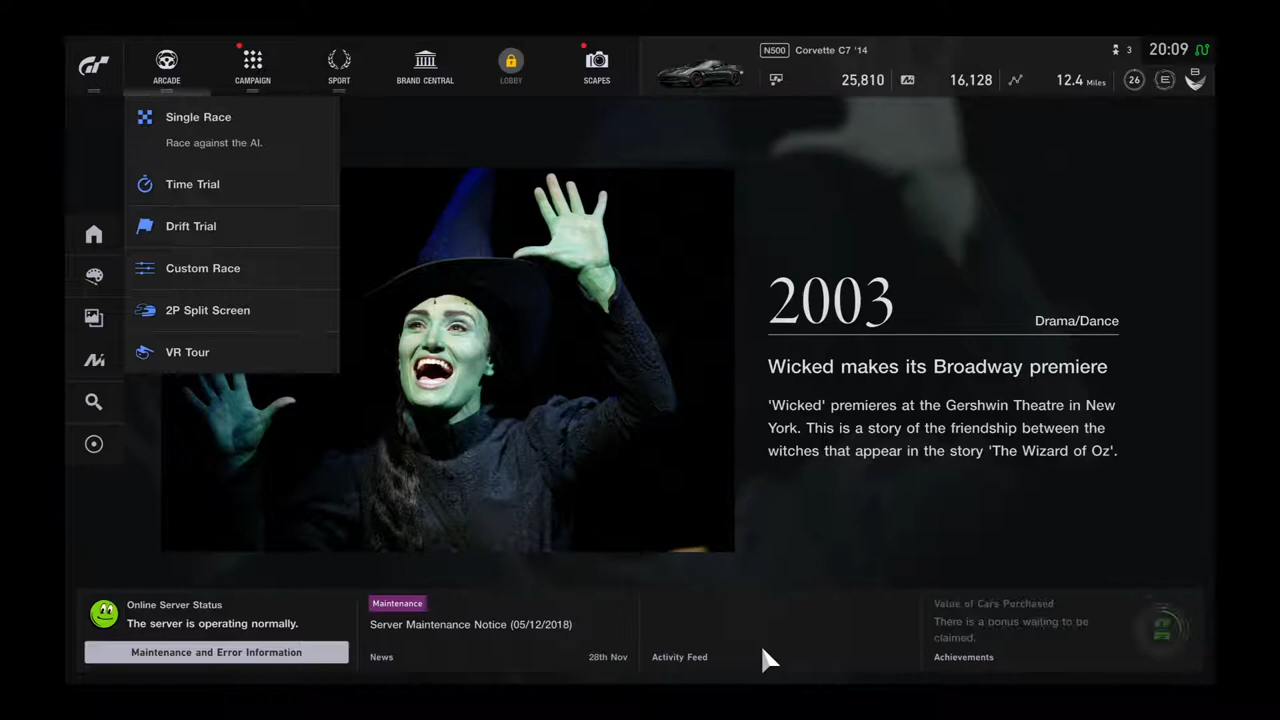 N500 Corvette C7 '14
3
20:09
ARCADE
CAMPAIGN
SPORT
BRAND CENTRAL
LOBBY
SCAPES
25,810
16,128
12.4 Miles
26
E
B
Single Race
Race against the AI.
Time Trial
Drift Trial
Custom Race
2P Split Screen
VR Tour
2003
Drama/Dance
Wicked makes its Broadway premiere
'Wicked' premieres at the Gershwin Theatre in New
York. This is a story of the friendship between the
witches that appear in the story 'The Wizard of Oz'.
Online Server Status
The server is operating normally.
Maintenance and Error Information
Maintenance
Server Maintenance Notice (05/12/2018)
News
28th Nov
Activity Feed
Value of Cars Purchased
There is a bonus waiting to be
claimed.
Achievements